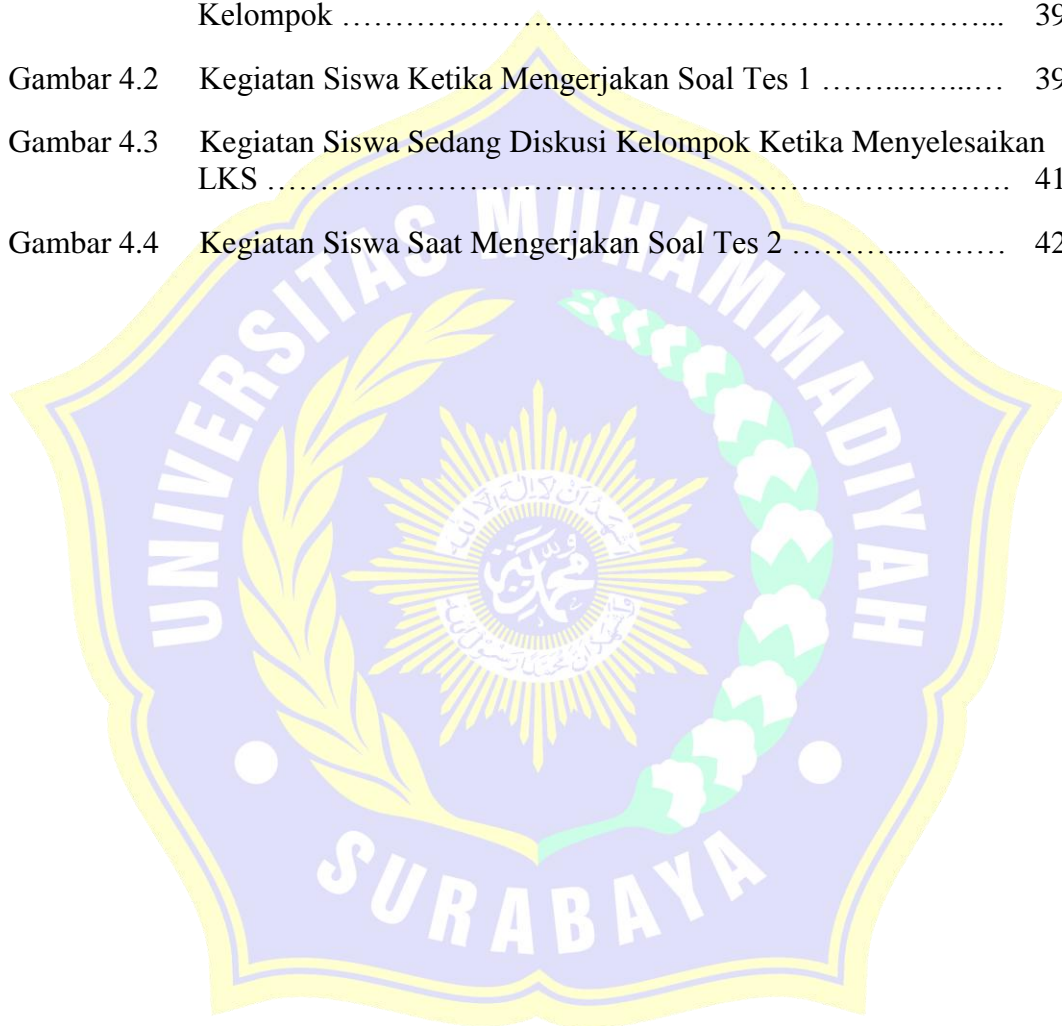 Kelompok ……………………………………………………... 39
Gambar 4.2 Kegiatan Siswa Ketika Mengerjakan Soal Tes 1 ……....…...… 39
Gambar 4.3 Kegiatan Siswa Sedang Diskusi Kelompok Ketika Menyelesaikan
LKS ……………………………………………………………. 41
Gambar 4.4 Kegiatan Siswa Saat Mengerjakan Soal Tes 2 ………...……… 42
UNIVERSITAS MUHAMMADIYAH
محمدية
SURABAYA